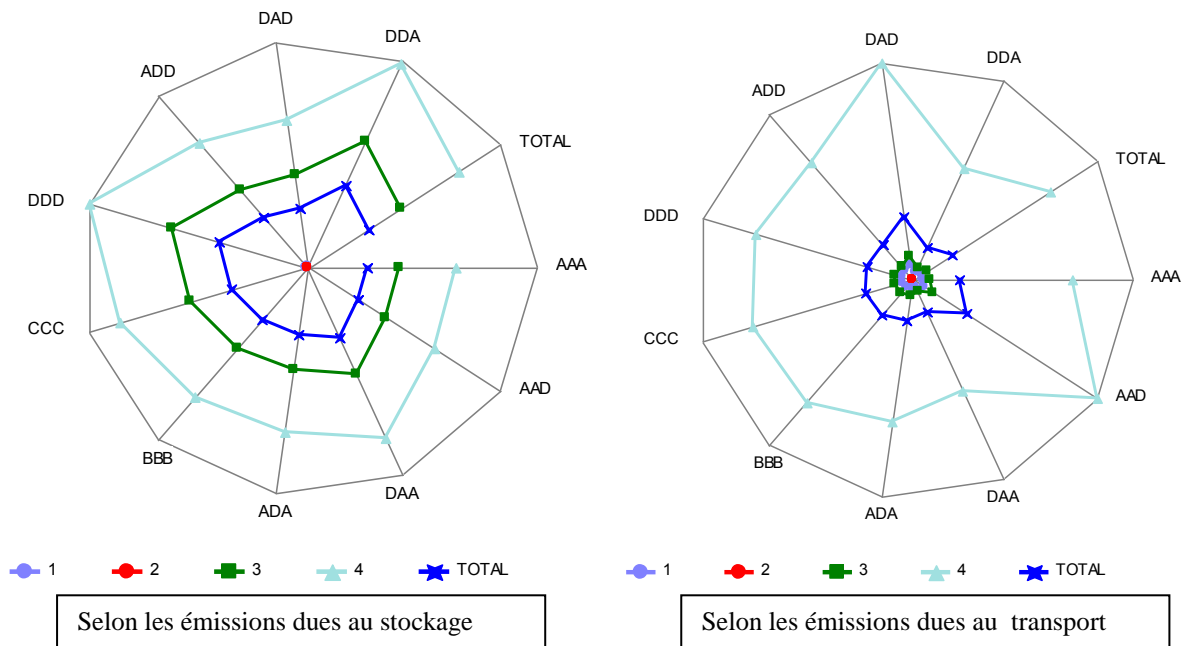 DAD
DDA
ADD
TOTAL
DDD
AAA
CCC
AAD
BBB
DAA
ADA
1 2 3 4 TOTAL
Selon les émissions dues au stockage
DAD
DDA
ADD
TOTAL
DDD
AAA
CCC
AAD
BBB
DAA
ADA
1 2 3 4 TOTAL
Selon les émissions dues au transport